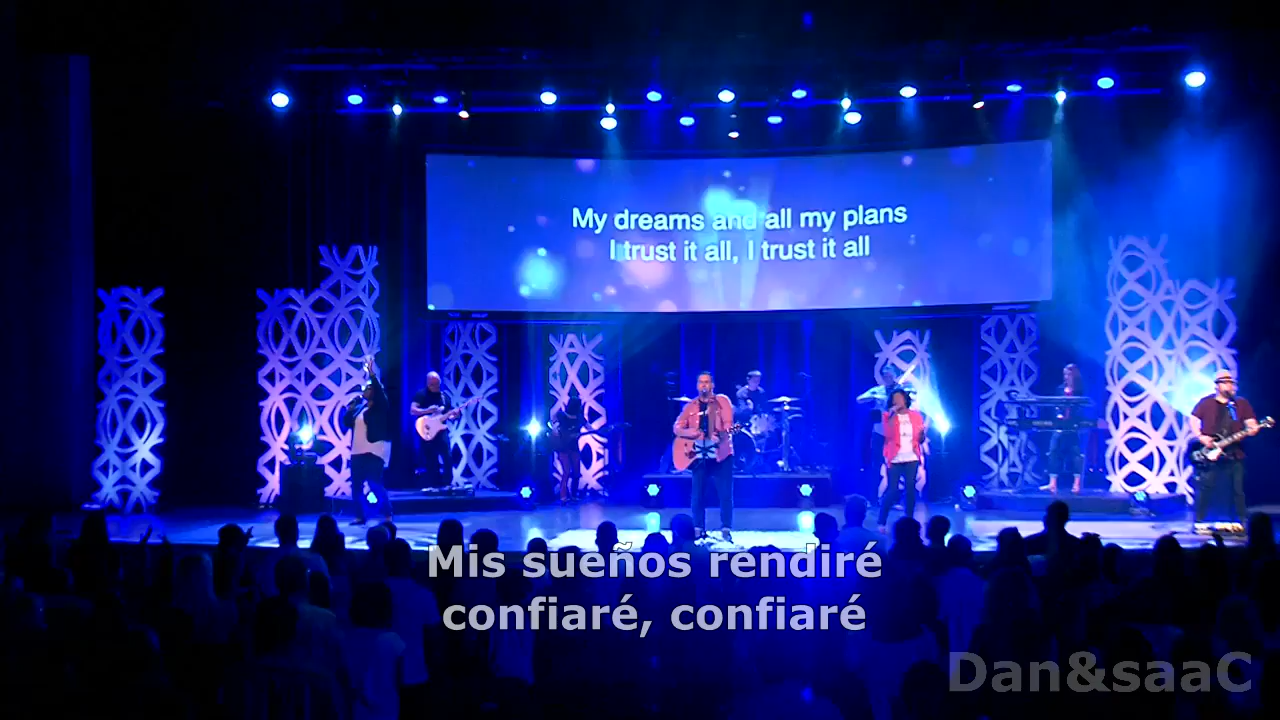 My dreams and all my plans
I trust it all, I trust it all
Mis sueños rendiré
confiaré, confiaré
Dan&saaC